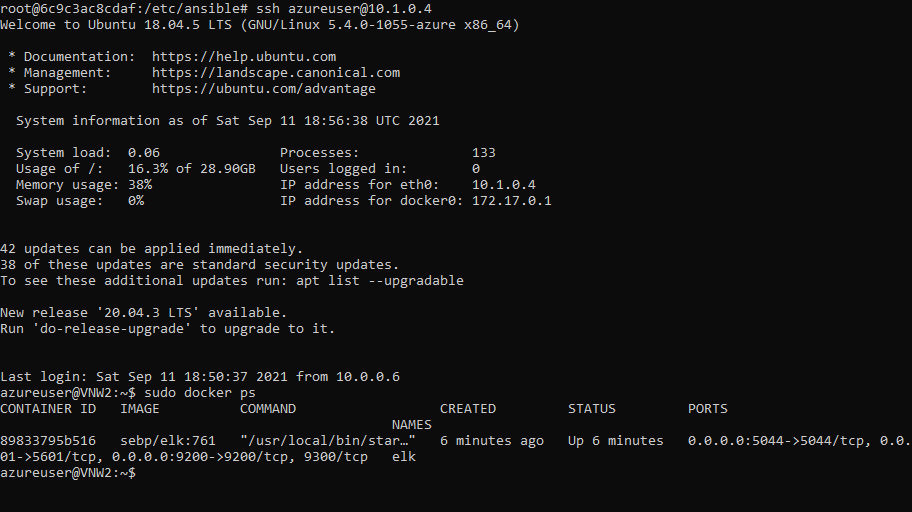 root@6c9c3ac8cdaf:/etc/ansible# ssh azureuser@10.1.0.4
Welcome to Ubuntu 18.04.5 LTS (GNU/Linux 5.4.0-1055-azure x86_64)
* Documentation:  https://help.ubuntu.com
* Management:     https://landscape.canonical.com
* Support:        https://ubuntu.com/advantage
System information as of Sat Sep 11 18:56:38 UTC 2021
System load:  0.06               Processes:              133
Usage of /:   16.3% of 28.90GB   Users logged in:        0
Memory usage: 38%                IP address for eth0:    10.1.0.4
Swap usage:   0%                 IP address for docker0: 172.17.0.1
42 updates can be applied immediately.
38 of these updates are standard security updates.
To see these additional updates run: apt list --upgradable
New release '20.04.3 LTS' available.
Run 'do-release-upgrade' to upgrade to it.
Last login: Sat Sep 11 18:50:37 2021 from 10.0.0.6
azureuser@VNW2:~$ sudo docker ps
CONTAINER ID   IMAGE          COMMAND                  CREATED         STATUS         PORTS
NAMES
89833795b516   sebp/elk:761   "/usr/local/bin/star…"   6 minutes ago   Up 6 minutes   0.0.0.0:5044->5044/tcp, 0.0.
01->5601/tcp, 0.0.0.0:9200->9200/tcp, 9300/tcp   elk
azureuser@VNW2:~$